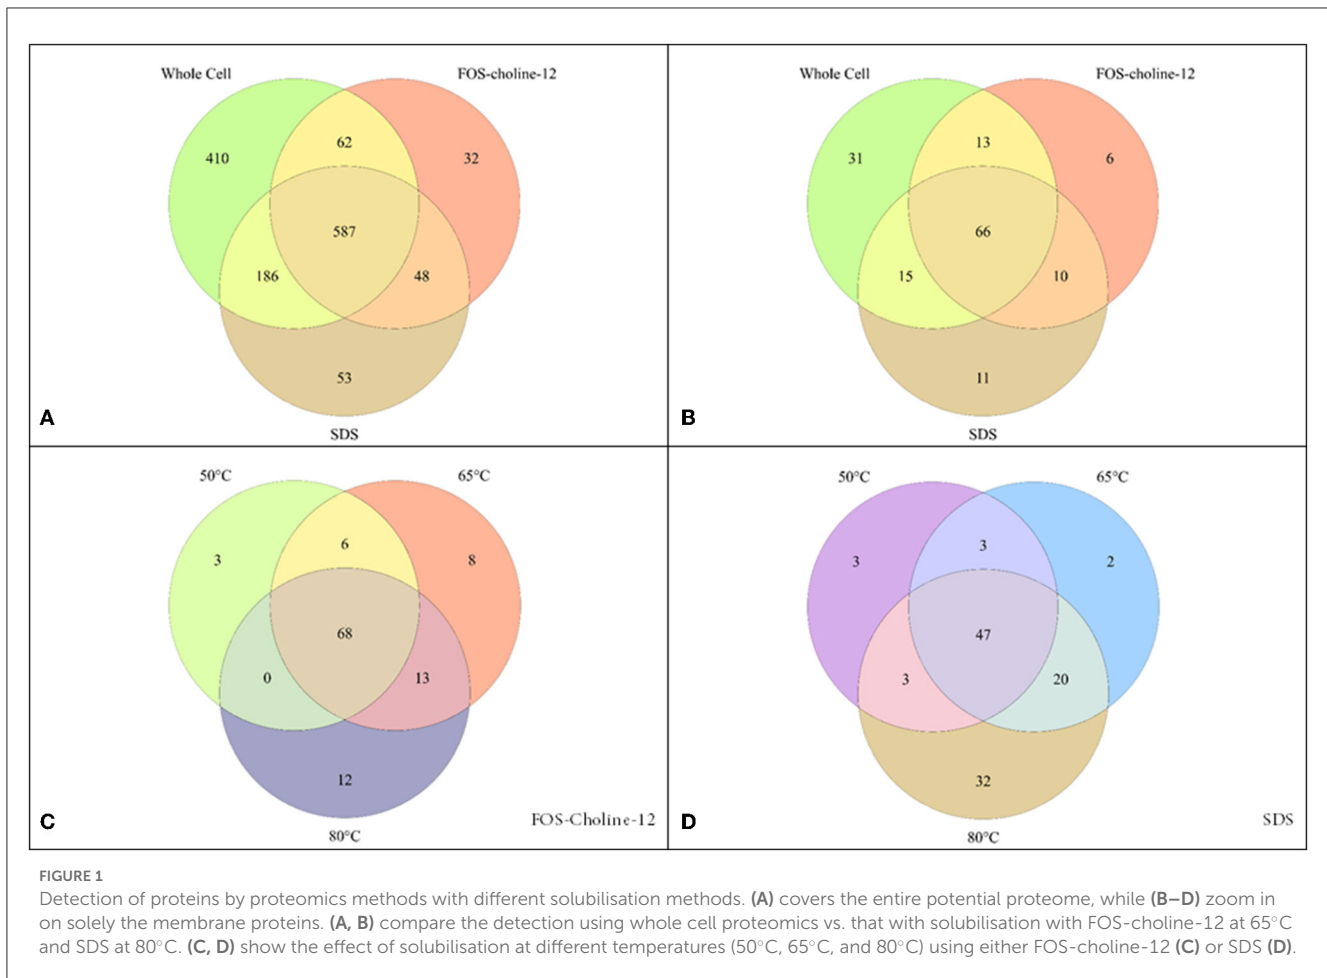 Whole Cell
FOS-choline-12
410
62
32
587
186
48
53
A
SDS
Whole Cell
FOS-choline-12
31
13
6
66
15
10
11
B
SDS
50°C
65°C
3
6
8
68
0
13
12
C
FOS-Choline-12
80°C
50°C
65°C
3
3
2
47
3
20
32
D
SDS
80°C
FIGURE 1
Detection of proteins by proteomics methods with different solubilisation methods. (A) covers the entire potential proteome, while (B–D) zoom in
on solely the membrane proteins. (A, B) compare the detection using whole cell proteomics vs. that with solubilisation with FOS-choline-12 at 65°C
and SDS at 80°C. (C, D) show the effect of solubilisation at different temperatures (50°C, 65°C, and 80°C) using either FOS-choline-12 (C) or SDS (D).